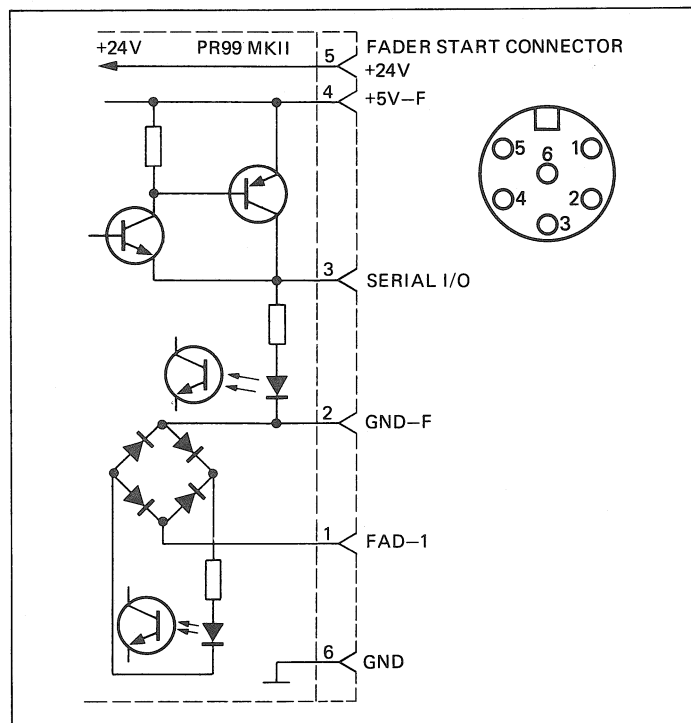 +24V PR99 MKII 5 FADER START CONNECTOR
+24V
4 +5V–F
5 6 1
4 2
3
3 SERIAL I/O
2 GND–F
1 FAD–1
6 GND